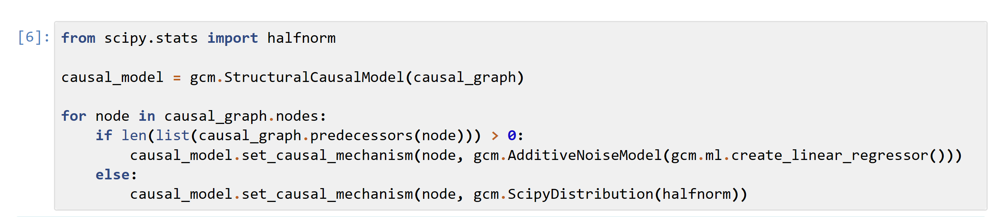 [6]: from scipy.stats import halfnorm
causal_model = gcm.StructuralCausalModel(causal_graph)
for node in causal_graph.nodes:
    if len(list(causal_graph.predecessors(node))) > 0:
        causal_model.set_causal_mechanism(node, gcm.AdditiveNoiseModel(gcm.ml.create_linear_regressor()))
    else:
        causal_model.set_causal_mechanism(node, gcm.ScipyDistribution(halfnorm))